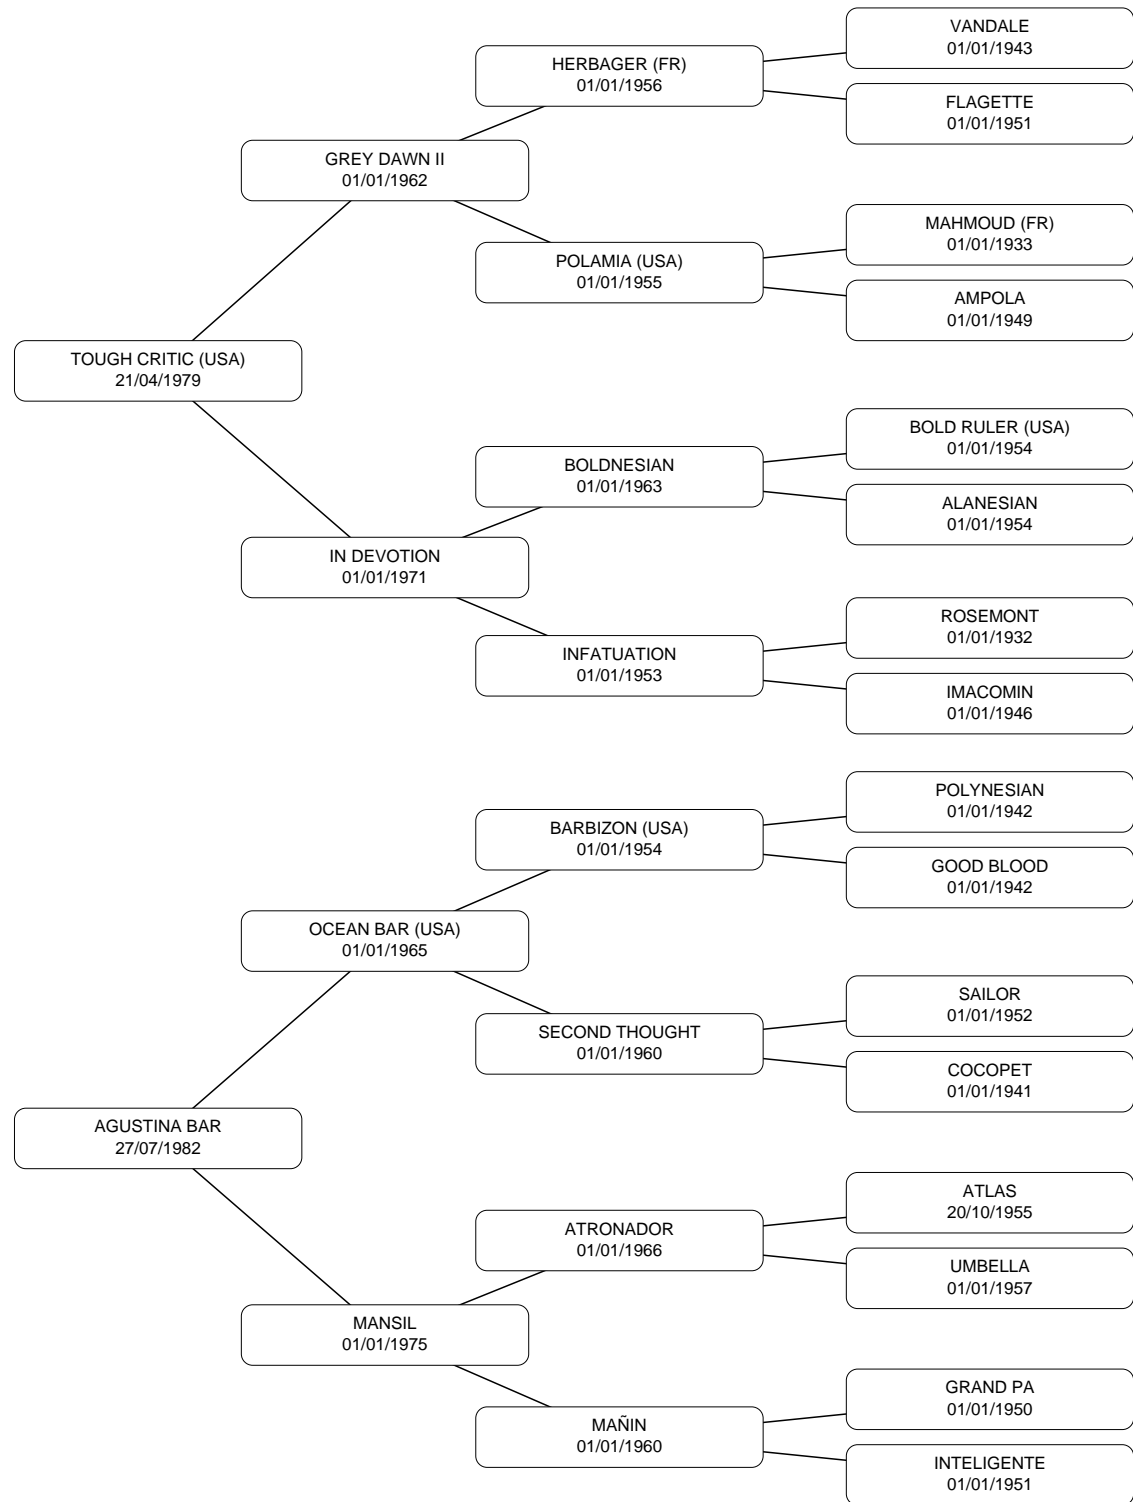 VANDALE
01/01/1943
HERBAGER (FR)
01/01/1956
FLAGETTE
01/01/1951
GREY DAWN II
01/01/1962
MAHMOUD (FR)
01/01/1933
POLAMIA (USA)
01/01/1955
AMPOLA
01/01/1949
TOUGH CRITIC (USA)
21/04/1979
BOLD RULER (USA)
01/01/1954
BOLDNESIAN
01/01/1963
ALANESIAN
01/01/1954
IN DEVOTION
01/01/1971
ROSEMONT
01/01/1932
INFATUATION
01/01/1953
IMACOMIN
01/01/1946
POLYNESIAN
01/01/1942
BARBIZON (USA)
01/01/1954
GOOD BLOOD
01/01/1942
OCEAN BAR (USA)
01/01/1965
SAILOR
01/01/1952
SECOND THOUGHT
01/01/1960
COCOPET
01/01/1941
AGUSTINA BAR
27/07/1982
ATLAS
20/10/1955
ATRONADOR
01/01/1966
UMBELLA
01/01/1957
MANSIL
01/01/1975
GRAND PA
01/01/1950
MAÑIN
01/01/1960
INTELIGENTE
01/01/1951